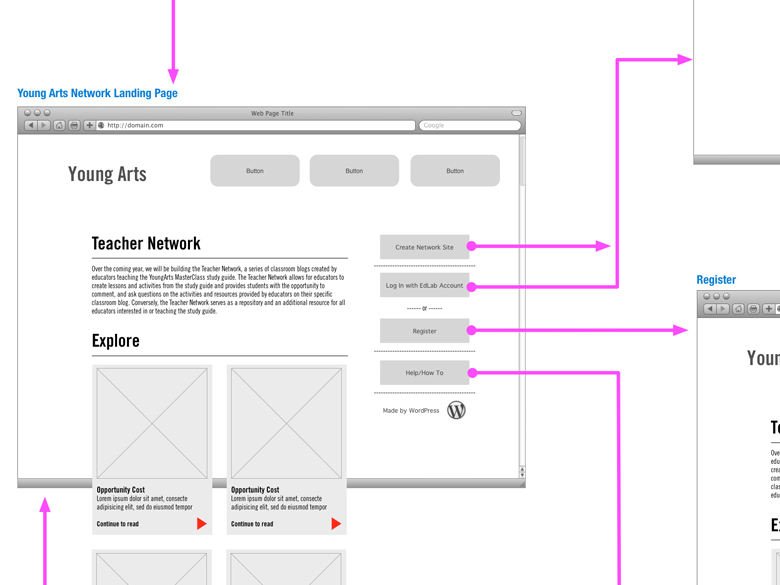 Young Arts Network Landing Page
Web Page Title
http://domain.com
Google
Young Arts
Button
Button
Button
Teacher Network
Over the coming year, we will be building the Teacher Network, a series of classroom blogs created by
educators teaching the YoungArts MasterClass study guide. The Teacher Network allows for educators to
create lessons and activities from the study guide and provides students with the opportunity to
comment, and ask questions on the activities and resources provided by educators on their specific
classroom blog. Conversely, the Teacher Network serves as a repository and an additional resource for all
educators interested in or teaching the study guide.
Explore
Opportunity Cost
Lorem ipsum dolor sit amet, consecte
adipisicing elit, sed do eiusmod tempor
Continue to read
Opportunity Cost
Lorem ipsum dolor sit amet, consecte
adipisicing elit, sed do eiusmod tempor
Continue to read
Create Network Site
Log In with EdLab Account
------ or ------
Register
Help/How To
Made by WordPress
W
Register
Youn